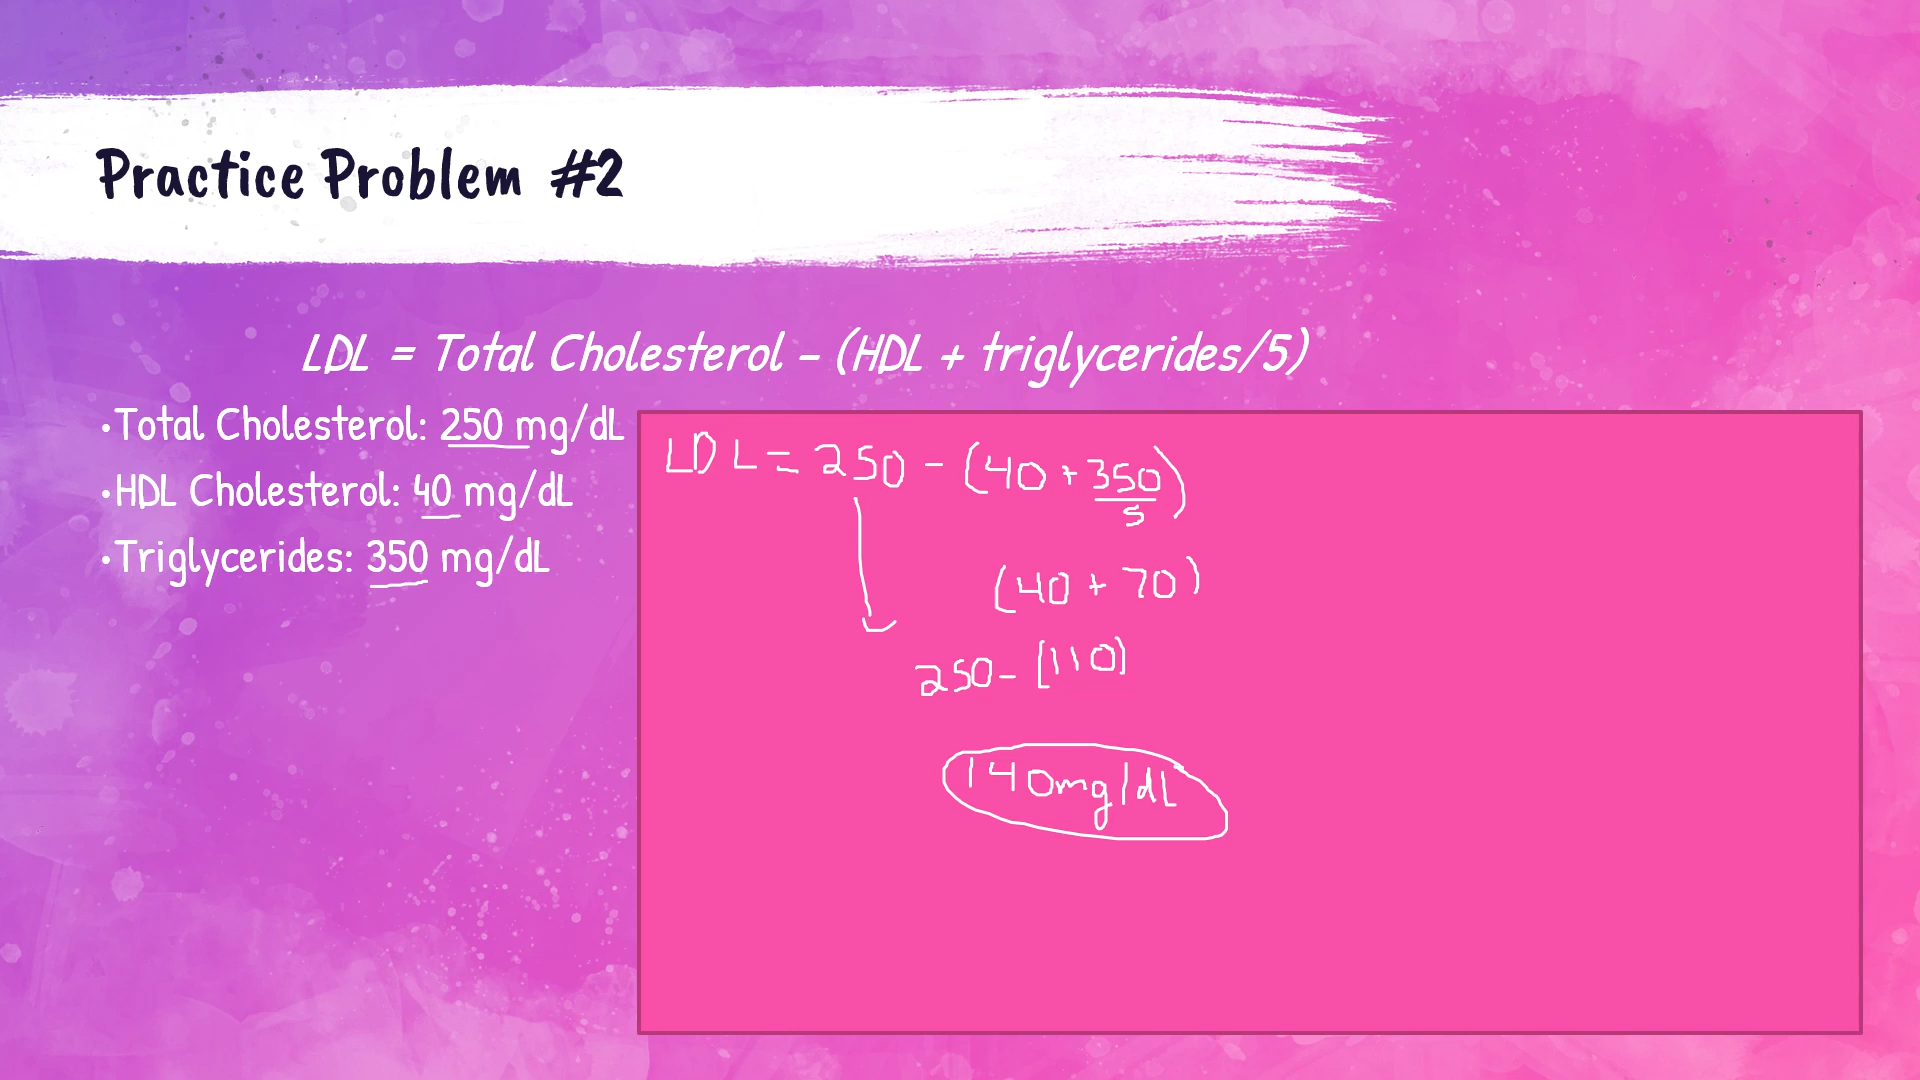 Practice Problem #2
LDL = Total Cholesterol – (HDL + triglycerides/5)
•Total Cholesterol: 250 mg/dL
•HDL Cholesterol: 40 mg/dL
•Triglycerides: 350 mg/dL
LDL = 250 - (40 + 350/5)
(40 + 70)
250 - [110]
140mg/dL